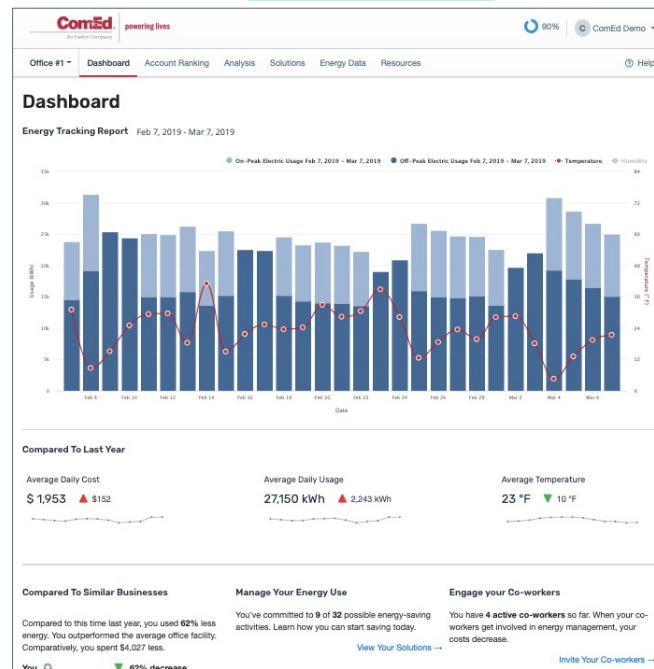 ComEd. powering lives
An Exelon Company
90% C ComEd Demo
Office #1 Dashboard Account Ranking Analysis Solutions Energy Data Resources Help
Dashboard
Energy Tracking Report Feb 7, 2019 - Mar 7, 2019
On-Peak Electric Usage Feb 7, 2019 – Mar 7, 2019 Off-Peak Electric Usage Feb 7, 2019 – Mar 7, 2019 Temperature Humidity
35k 84
30k 72
25k 60
20k 48
15k 36
10k 24
5k 12
0 0
Usage (kWh)
Temperature (° F)
Feb 8 Feb 10 Feb 12 Feb 14 Feb 16 Feb 18 Feb 20 Feb 22 Feb 24 Feb 26 Feb 28 Mar 2 Mar 4 Mar 6
Date
Compared To Last Year
Average Daily Cost Average Daily Usage Average Temperature
$ 1,953 $152 27,150 kWh 2,243 kWh 23 °F 10 °F
Compared To Similar Businesses
Compared to this time last year, you used 62% less
energy. You outperformed the average office facility.
Comparatively, you spent $4,027 less.
You 62% decrease
Manage Your Energy Use
You've committed to 9 of 32 possible energy-saving
activities. Learn how you can start saving today.
View Your Solutions →
Engage your Co-workers
You have 4 active co-workers so far. When your co-
workers get involved in energy management, your
costs decrease.
Invite Your Co-workers →